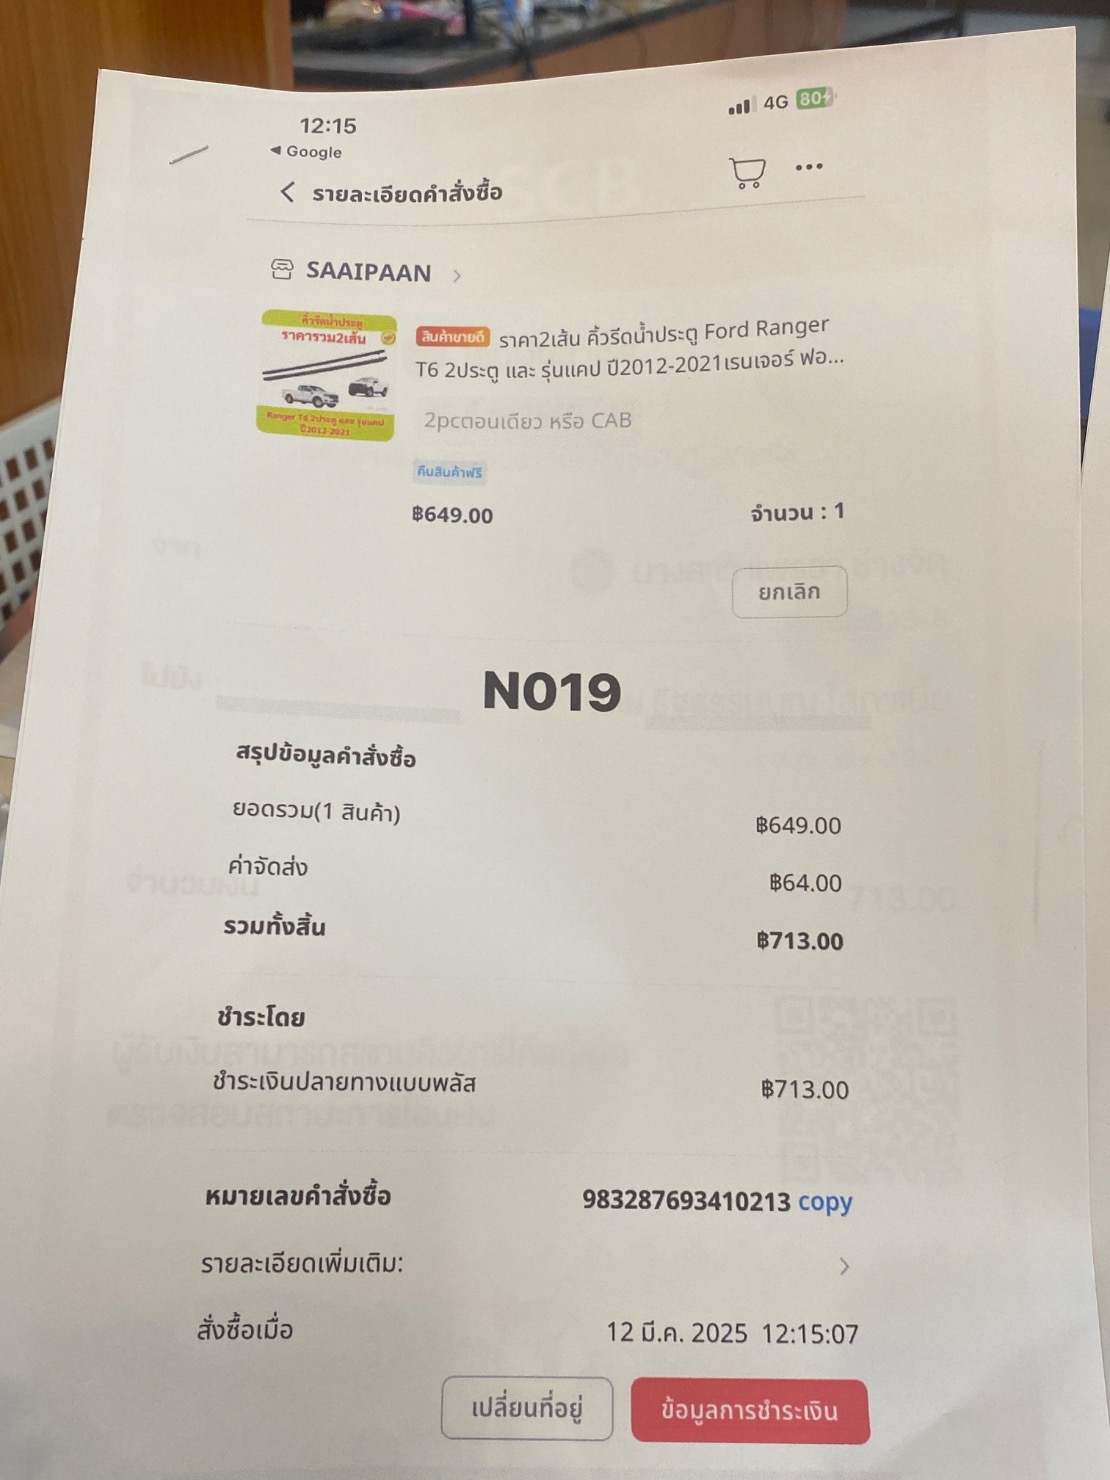 12:15
4G 80
◄ Google
รายละเอียดคำสั่งซื้อ
SAAIPAAN
คิ้วรีดน้ำประตู
ราคารวม2เส้น
Ranger T6 2ประตู และ รุ่นแคป
ปี2012-2021
สินค้าขายดี ราคา2เส้น คิ้วรีดน้ำประตู Ford Ranger
T6 2ประตู และ รุ่นแคป ปี2012-2021เรนเจอร์ ฟอ...
2pcตอนเดียว หรือ CAB
คืนสินค้าฟรี
฿649.00 จำนวน : 1
ยกเลิก
N019
สรุปข้อมูลคำสั่งซื้อ
ยอดรวม(1 สินค้า) ฿649.00
ค่าจัดส่ง ฿64.00
รวมทั้งสิ้น ฿713.00
ชำระโดย
ชำระเงินปลายทางแบบพลัส ฿713.00
หมายเลขคำสั่งซื้อ 983287693410213 copy
รายละเอียดเพิ่มเติม:
สั่งซื้อเมื่อ 12 มี.ค. 2025 12:15:07
เปลี่ยนที่อยู่ ข้อมูลการชำระเงิน